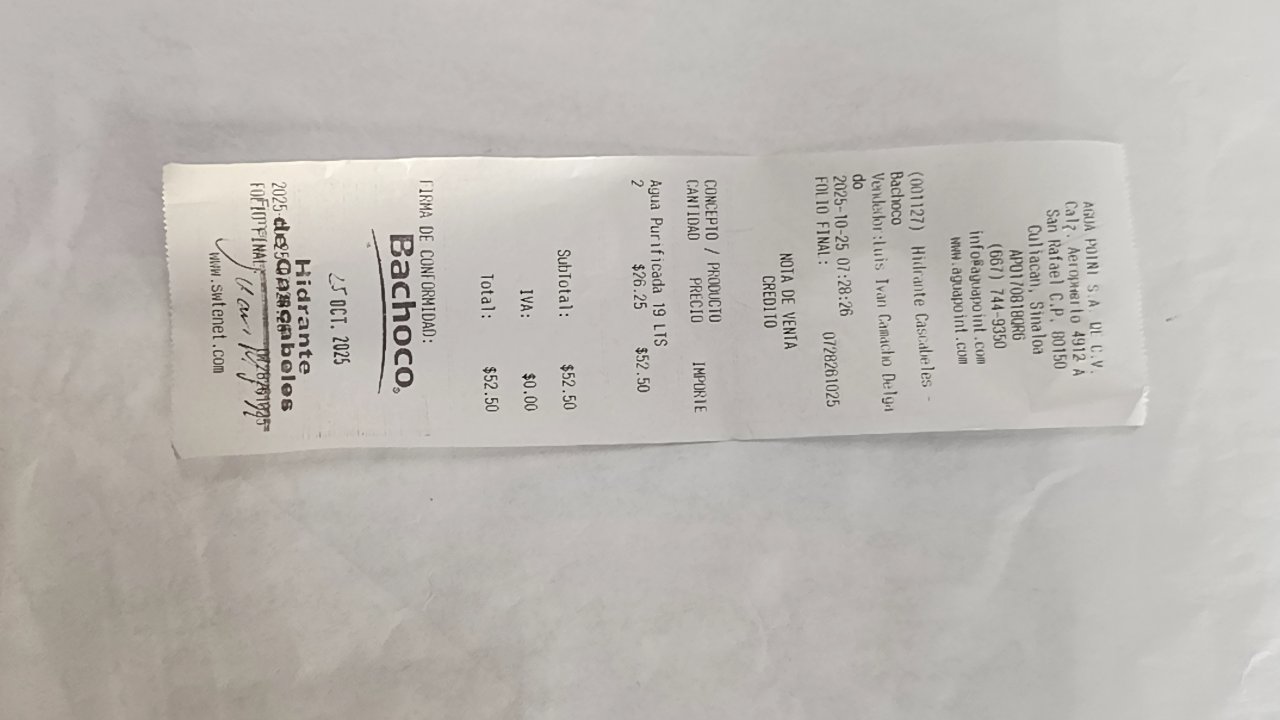 AGUA POINT S.A. DE C.V.
Cal?. Aeropuerto 4912 A
San Rafael C.P. 80150
Culiacan, Sinaloa
APO170818QR6
(667) 744-9350
info@aguapoint.com
www.aguapoint.com
(001127) Hidrante Cascabeles -
Bachoco
Vendedor:Luis Ivan Camacho Delga
do
2025-10-25 07:28:26
FOLIO FINAL: 0728261025
NOTA DE VENTA
CREDITO
CONCEPTO / PRODUCTO
CANTIDAD PRECIO IMPORTE
Agua Purificada 19 LTS
2 $26.25 $52.50
Subtotal: $52.50
IVA: $0.00
Total: $52.50
FIRMA DE CONFORMIDAD:
Bachoco
25 OCT. 2025
Hidrante
de Cascabeles
FOLIO FINAL:
www.swtenet.com